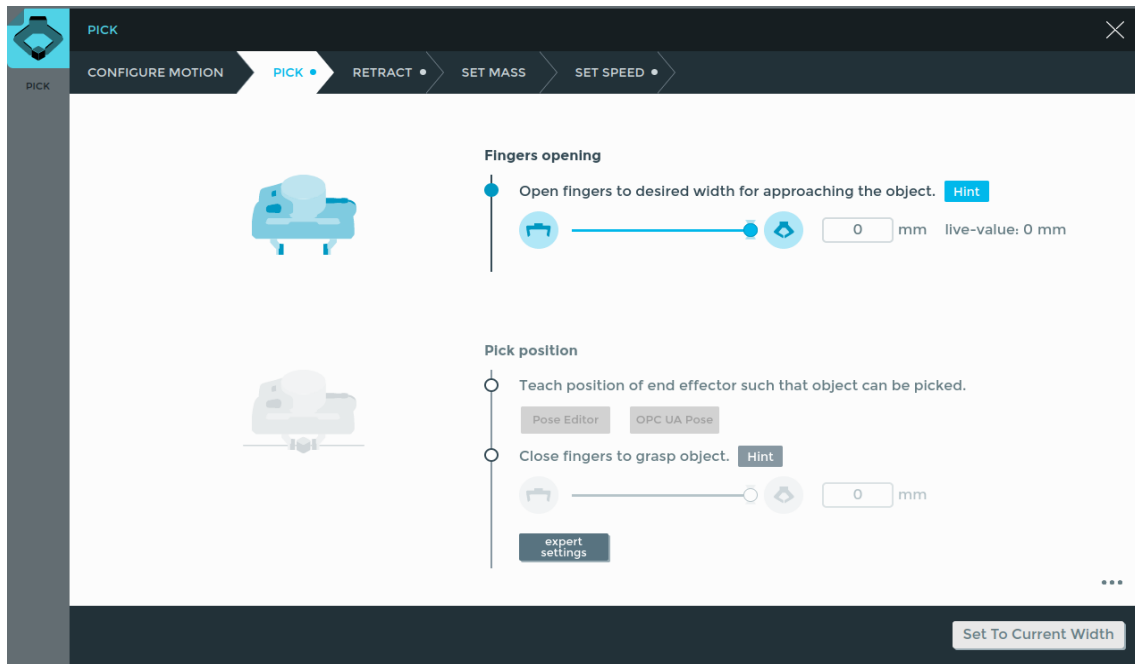 PICK
PICK
CONFIGURE MOTION PICK RETRACT SET MASS SET SPEED
Fingers opening
Open fingers to desired width for approaching the object. Hint
0 mm live-value: 0 mm
Pick position
Teach position of end effector such that object can be picked.
Pose Editor OPC UA Pose
Close fingers to grasp object. Hint
0 mm
expert
settings
Set To Current Width